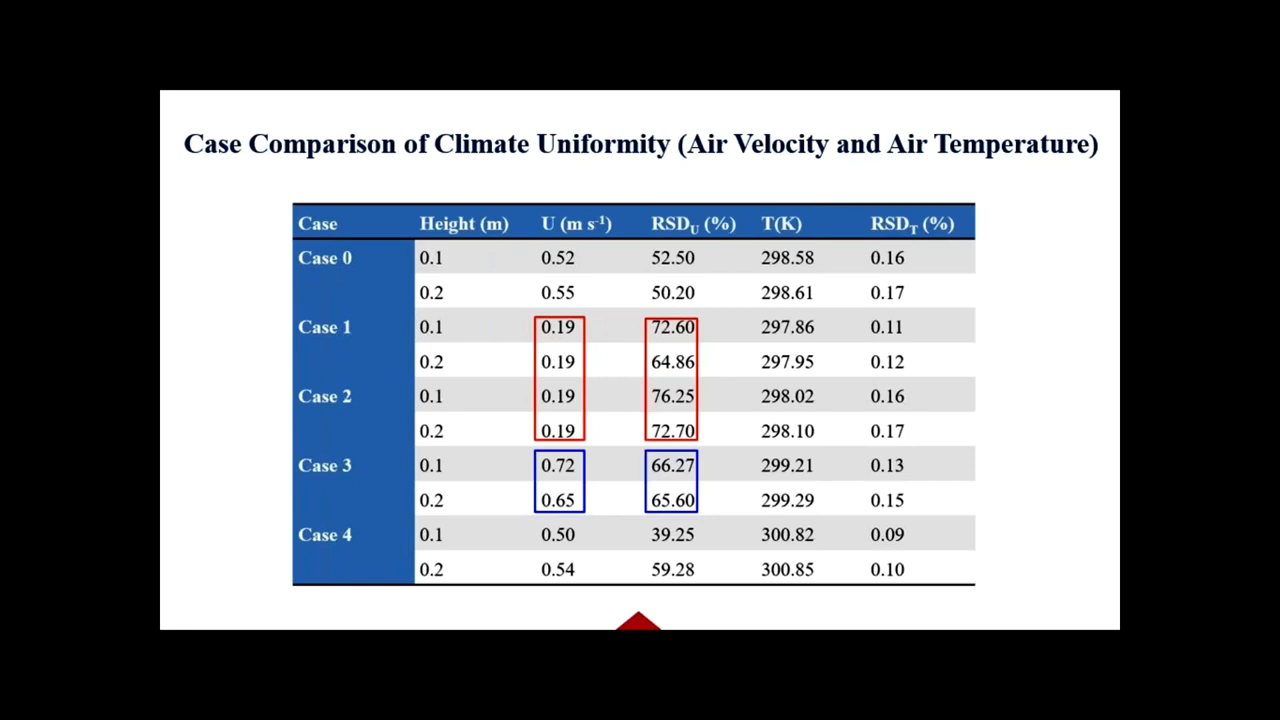 Case Comparison of Climate Uniformity (Air Velocity and Air Temperature)
Case Height (m) U (m s⁻¹) RSD_U (%) T(K) RSD_T (%)
Case 0 0.1 0.52 52.50 298.58 0.16
0.2 0.55 50.20 298.61 0.17
Case 1 0.1 0.19 72.60 297.86 0.11
0.2 0.19 64.86 297.95 0.12
Case 2 0.1 0.19 76.25 298.02 0.16
0.2 0.19 72.70 298.10 0.17
Case 3 0.1 0.72 66.27 299.21 0.13
0.2 0.65 65.60 299.29 0.15
Case 4 0.1 0.50 39.25 300.82 0.09
0.2 0.54 59.28 300.85 0.10